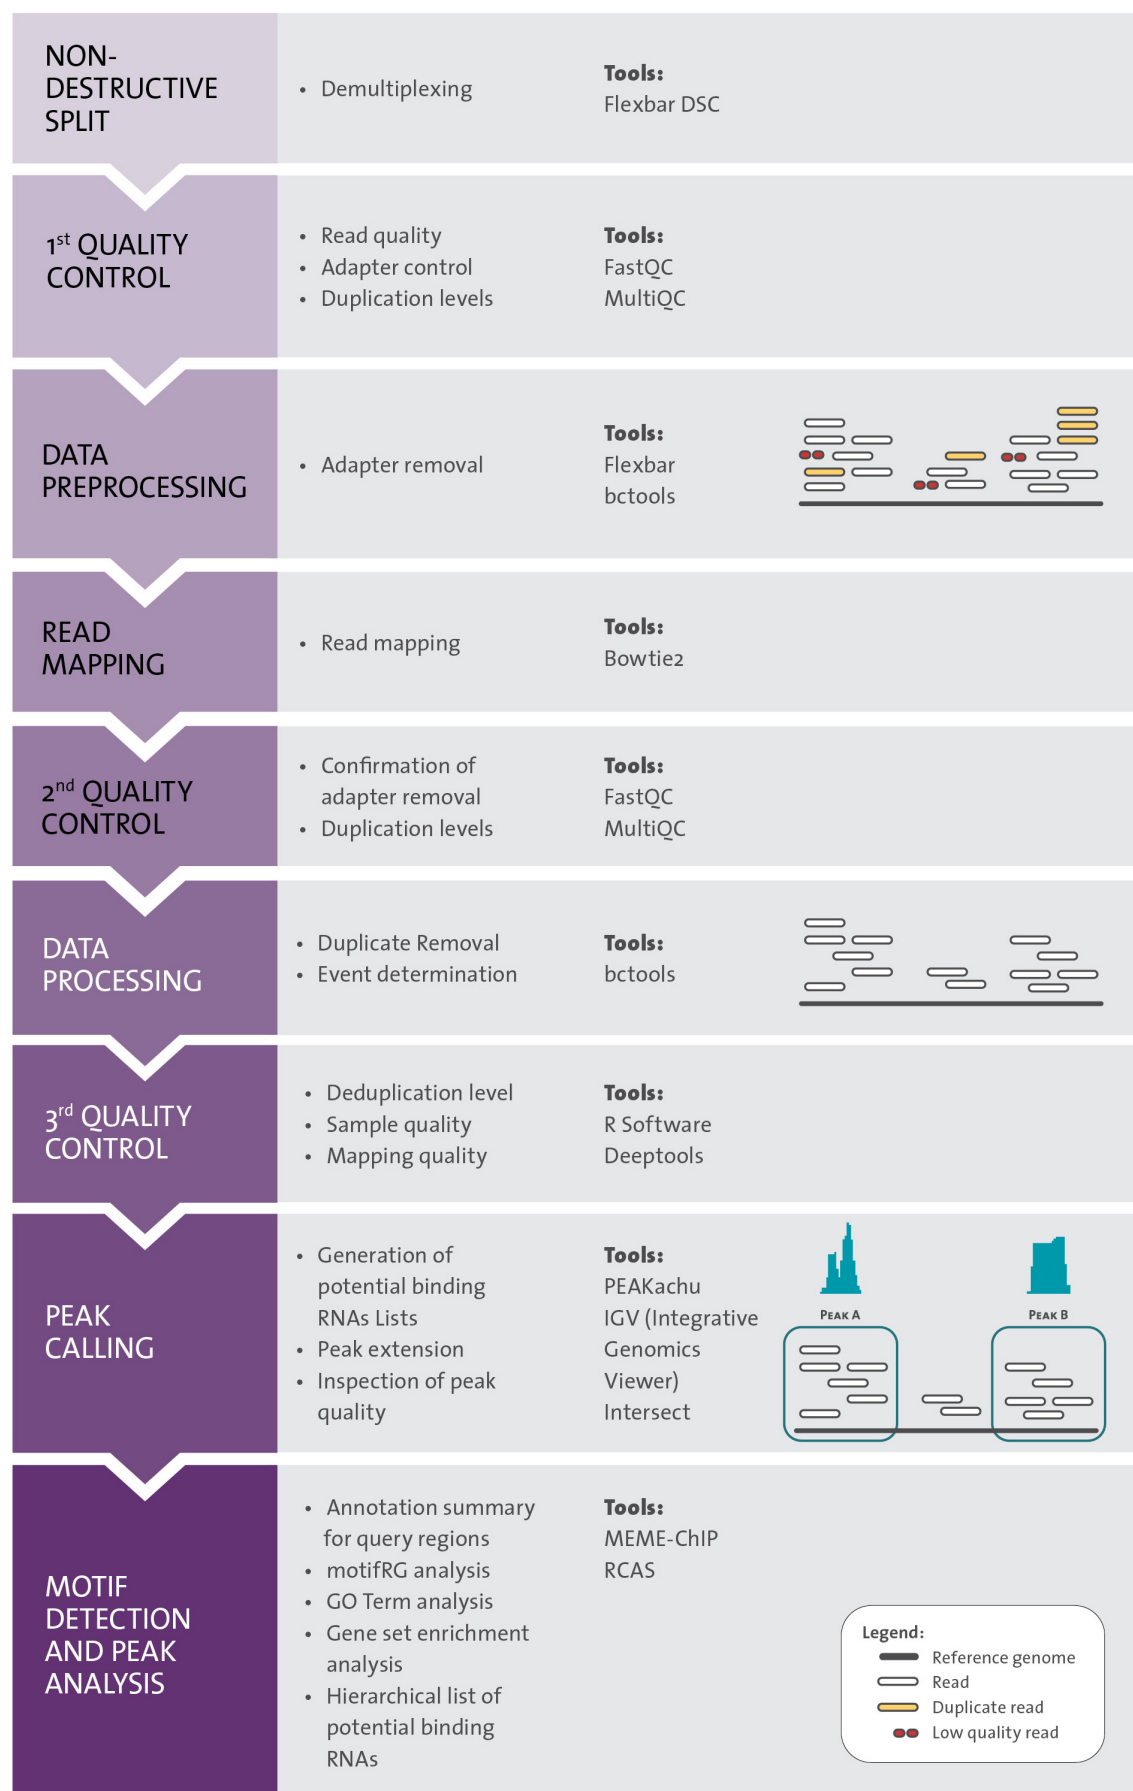 NON-
DESTRUCTIVE
SPLIT
• Demultiplexing
Tools:
Flexbar DSC
1st QUALITY
CONTROL
• Read quality
• Adapter control
• Duplication levels
Tools:
FastQC
MultiQC
DATA
PREPROCESSING
• Adapter removal
Tools:
Flexbar
bctools
READ
MAPPING
• Read mapping
Tools:
Bowtie2
2nd QUALITY
CONTROL
• Confirmation of
adapter removal
• Duplication levels
Tools:
FastQC
MultiQC
DATA
PROCESSING
• Duplicate Removal
• Event determination
Tools:
bctools
3rd QUALITY
CONTROL
• Deduplication level
• Sample quality
• Mapping quality
Tools:
R Software
Deeptools
PEAK
CALLING
• Generation of
potential binding
RNAs Lists
• Peak extension
• Inspection of peak
quality
Tools:
PEAKachu
IGV (Integrative
Genomics
Viewer)
Intersect
PEAK A
PEAK B
MOTIF
DETECTION
AND PEAK
ANALYSIS
• Annotation summary
for query regions
• motifRG analysis
• GO Term analysis
• Gene set enrichment
analysis
• Hierarchical list of
potential binding
RNAs
Tools:
MEME-ChIP
RCAS
Legend:
Reference genome
Read
Duplicate read
Low quality read